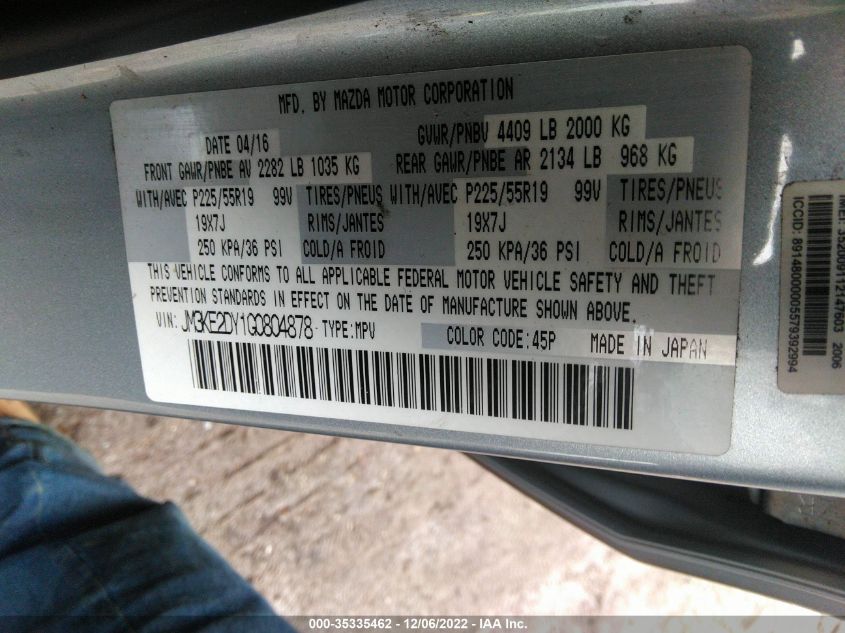 MFD. BY MAZDA MOTOR CORPORATION
DATE 04/16 GVWR/PNBV 4409 LB 2000 KG
FRONT GAWR/PNBE AV 2282 LB 1035 KG REAR GAWR/PNBE AR 2134 LB 968 KG
WITH/AVEC P225/55R19 99V TIRES/PNEUS WITH/AVEC P225/55R19 99V TIRES/PNEUS
19X7J RIMS/JANTES 19X7J RIMS/JANTES
250 KPA/36 PSI COLD/A FROID 250 KPA/36 PSI COLD/A FROID
THIS VEHICLE CONFORMS TO ALL APPLICABLE FEDERAL MOTOR VEHICLE SAFETY AND THEFT
PREVENTION STANDARDS IN EFFECT ON THE DATE OF MANUFACTURE SHOWN ABOVE.
VIN: JM3KE2DY1G0804878 TYPE:MPV COLOR CODE:45P MADE IN JAPAN
IMEI 352009112147603 2006
ICCID: 89148000005579392994
000-35335462 - 12/06/2022 - IAA Inc.